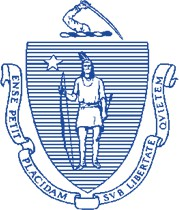 ENSE PETIT
PLACIDAM
SVB LIBERTATE
QVIETEM